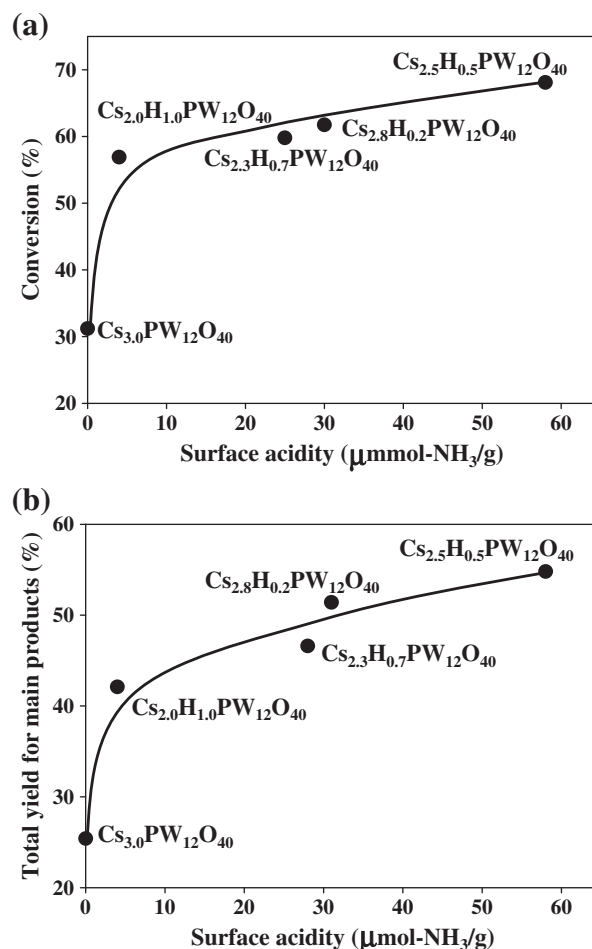 (a)
70
60
50
40
30
20
Conversion (%)
Cs2.5H0.5PW12O40
Cs2.0H1.0PW12O40
Cs2.8H0.2PW12O40
Cs2.3H0.7PW12O40
Cs3.0PW12O40
0 10 20 30 40 50 60
Surface acidity (μmmol-NH3/g)
(b)
60
50
40
30
20
Total yield for main products (%)
Cs2.5H0.5PW12O40
Cs2.8H0.2PW12O40
Cs2.3H0.7PW12O40
Cs2.0H1.0PW12O40
Cs3.0PW12O40
0 10 20 30 40 50 60
Surface acidity (μmol-NH3/g)